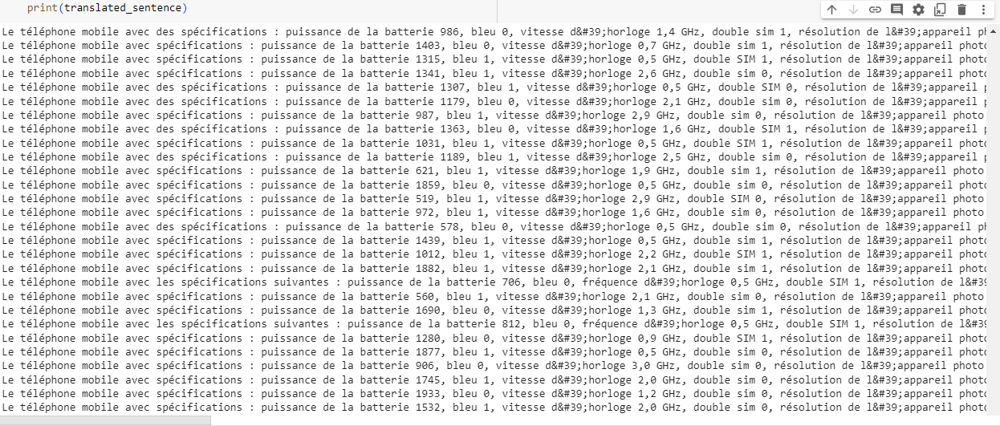 print(translated_sentence)
Le téléphone mobile avec des spécifications : puissance de la batterie 986, bleu 0, vitesse d&#39;horloge 1,4 GHz, double sim 1, résolution de l&#39;appareil
Le téléphone mobile avec spécifications : puissance de la batterie 1403, bleu 0, vitesse d&#39;horloge 0,7 GHz, double sim 1, résolution de l&#39;appareil photo
Le téléphone mobile avec spécifications : puissance de la batterie 1315, bleu 1, vitesse d&#39;horloge 0,5 GHz, double SIM 1, résolution de l&#39;appareil photo
Le téléphone mobile avec spécifications : puissance de la batterie 1341, bleu 1, vitesse d&#39;horloge 2,6 GHz, double sim 0, résolution de l&#39;appareil photo
Le téléphone mobile avec des spécifications : puissance de la batterie 1307, bleu 1, vitesse d&#39;horloge 0,5 GHz, double SIM 0, résolution de l&#39;appareil
Le téléphone mobile avec des spécifications : puissance de la batterie 1179, bleu 0, vitesse d&#39;horloge 2,1 GHz, double sim 0, résolution de l&#39;appareil
Le téléphone mobile avec spécifications : puissance de la batterie 987, bleu 1, vitesse d&#39;horloge 2,9 GHz, double sim 0, résolution de l&#39;appareil photo
Le téléphone mobile avec des spécifications : puissance de la batterie 1363, bleu 0, vitesse d&#39;horloge 1,6 GHz, double SIM 1, résolution de l&#39;appareil
Le téléphone mobile avec spécifications : puissance de la batterie 1031, bleu 1, vitesse d&#39;horloge 0,5 GHz, double SIM 1, résolution de l&#39;appareil photo
Le téléphone mobile avec des spécifications : puissance de la batterie 1189, bleu 1, vitesse d&#39;horloge 2,5 GHz, double sim 0, résolution de l&#39;appareil
Le téléphone mobile avec spécifications : puissance de la batterie 621, bleu 1, vitesse d&#39;horloge 1,9 GHz, double sim 1, résolution de l&#39;appareil photo
Le téléphone mobile avec spécifications : puissance de la batterie 1859, bleu 0, vitesse d&#39;horloge 0,5 GHz, double sim 1, résolution de l&#39;appareil photo
Le téléphone mobile avec spécifications : puissance de la batterie 519, bleu 1, vitesse d&#39;horloge 2,9 GHz, double SIM 0, résolution de l&#39;appareil photo
Le téléphone mobile avec spécifications : puissance de la batterie 972, bleu 1, vitesse d&#39;horloge 1,6 GHz, double sim 0, résolution de l&#39;appareil photo
Le téléphone mobile avec des spécifications : puissance de la batterie 578, bleu 0, vitesse d&#39;horloge 0,5 GHz, double sim 0, résolution de l&#39;appareil
Le téléphone mobile avec spécifications : puissance de la batterie 1439, bleu 1, vitesse d&#39;horloge 0,5 GHz, double sim 1, résolution de l&#39;appareil photo
Le téléphone mobile avec spécifications : puissance de la batterie 1012, bleu 1, vitesse d&#39;horloge 2,2 GHz, double SIM 1, résolution de l&#39;appareil photo
Le téléphone mobile avec spécifications : puissance de la batterie 1882, bleu 1, vitesse d&#39;horloge 2,1 GHz, double sim 1, résolution de l&#39;appareil photo
Le téléphone mobile avec les spécifications suivantes : puissance de la batterie 706, bleu 0, fréquence d&#39;horloge 0,5 GHz, double SIM 1, résolution de l&#39
Le téléphone mobile avec spécifications : puissance de la batterie 560, bleu 1, vitesse d&#39;horloge 2,1 GHz, double sim 0, résolution de l&#39;appareil photo
Le téléphone mobile avec spécifications : puissance de la batterie 1690, bleu 0, vitesse d&#39;horloge 1,3 GHz, double sim 1, résolution de l&#39;appareil photo
Le téléphone mobile avec les spécifications suivantes : puissance de la batterie 812, bleu 0, fréquence d&#39;horloge 0,5 GHz, double SIM 1, résolution de l&#39
Le téléphone mobile avec spécifications : puissance de la batterie 1280, bleu 0, vitesse d&#39;horloge 0,9 GHz, double SIM 1, résolution de l&#39;appareil photo
Le téléphone mobile avec spécifications : puissance de la batterie 1877, bleu 1, vitesse d&#39;horloge 0,5 GHz, double sim 0, résolution de l&#39;appareil photo
Le téléphone mobile avec spécifications : puissance de la batterie 906, bleu 0, vitesse d&#39;horloge 3,0 GHz, double sim 0, résolution de l&#39;appareil photo
Le téléphone mobile avec spécifications : puissance de la batterie 1745, bleu 1, vitesse d&#39;horloge 2,0 GHz, double sim 0, résolution de l&#39;appareil photo
Le téléphone mobile avec spécifications : puissance de la batterie 1933, bleu 0, vitesse d&#39;horloge 1,2 GHz, double sim 0, résolution de l&#39;appareil photo
Le téléphone mobile avec spécifications : puissance de la batterie 1532, bleu 1, vitesse d&#39;horloge 2,0 GHz, double sim 0, résolution de l&#39;appareil photo